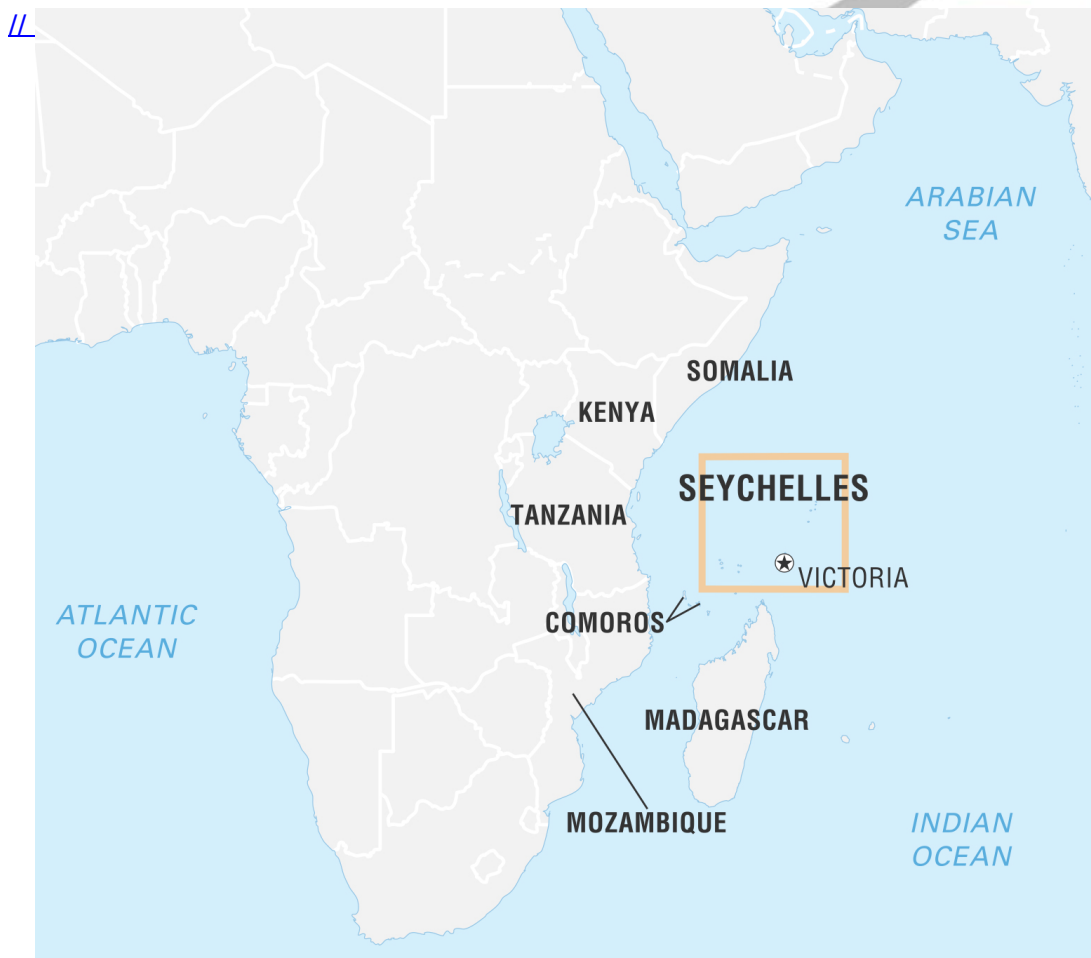 //
ARABIAN
SEA
SOMALIA
KENYA
SEYCHELLES
TANZANIA
VICTORIA
ATLANTIC
OCEAN
COMOROS
MADAGASCAR
MOZAMBIQUE
INDIAN
OCEAN